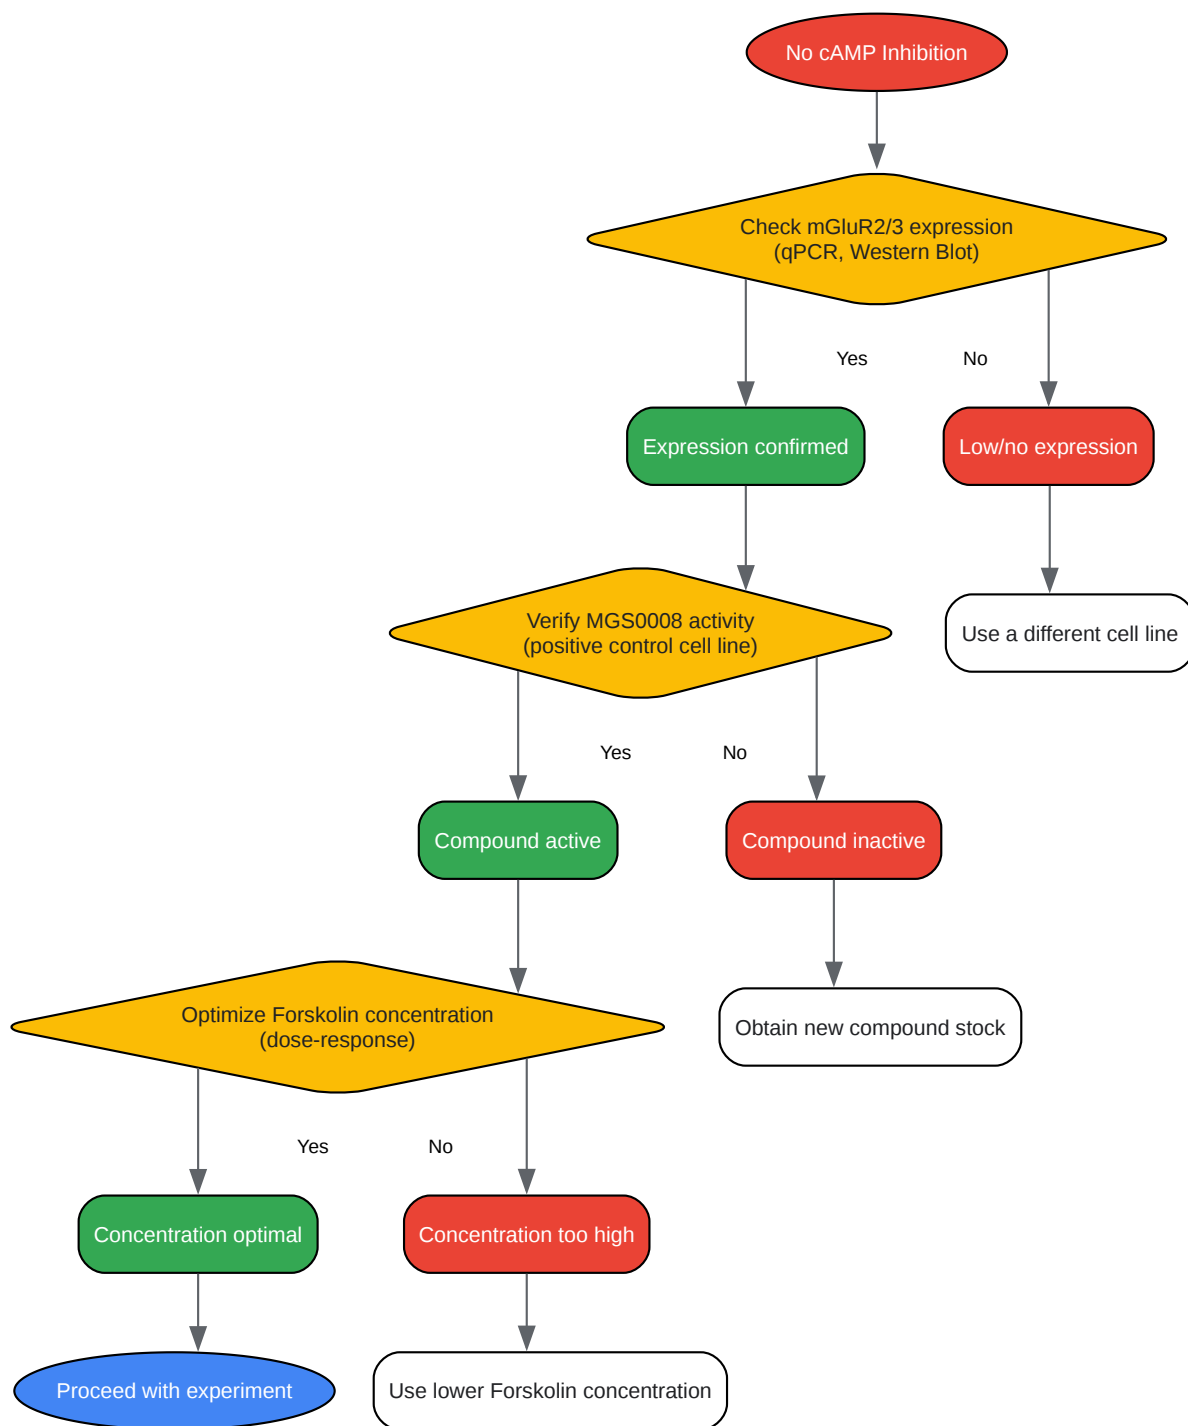 No cAMP Inhibition
Check mGluR2/3 expression
(qPCR, Western Blot)
Yes
No
Expression confirmed
Low/no expression
Verify MGS0008 activity
(positive control cell line)
Use a different cell line
Yes
No
Compound active
Compound inactive
Optimize Forskolin concentration
(dose-response)
Obtain new compound stock
Yes
No
Concentration optimal
Concentration too high
Proceed with experiment
Use lower Forskolin concentration